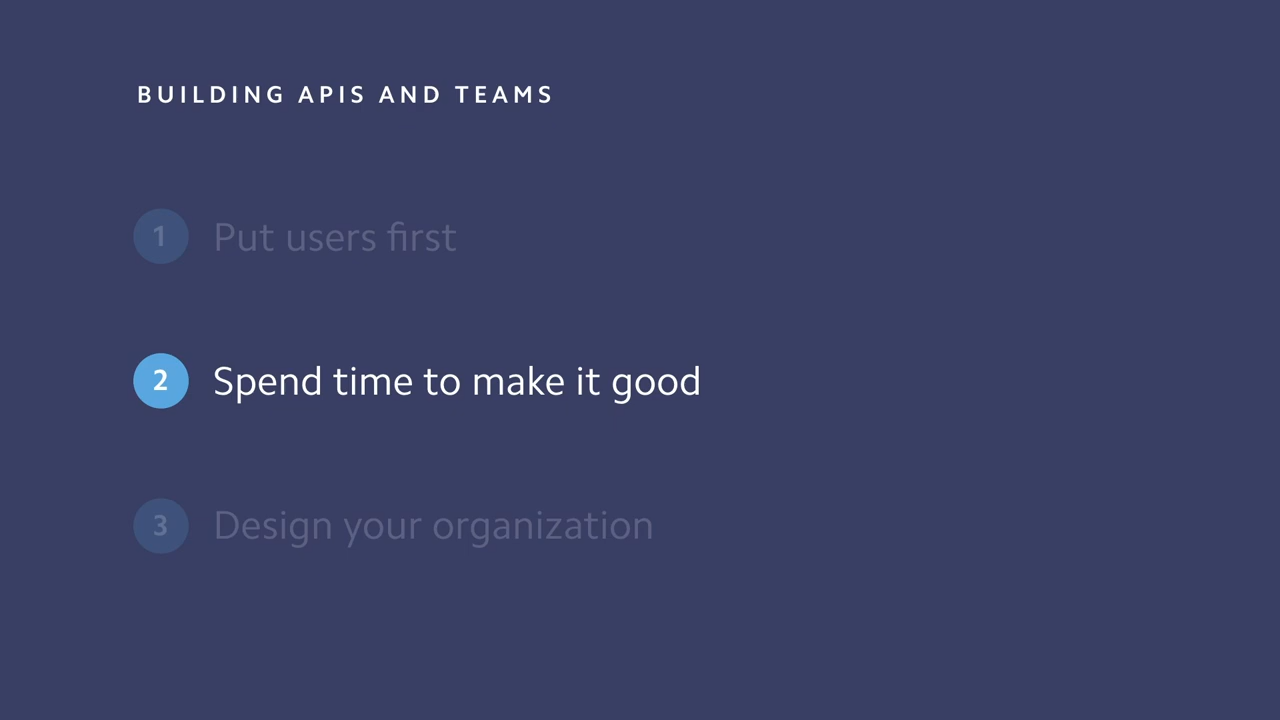 BUILDING APIS AND TEAMS
1 Put users first
2 Spend time to make it good
3 Design your organization